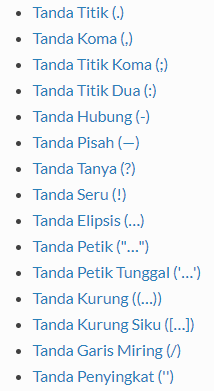 Tanda Titik (.)
Tanda Koma (,)
Tanda Titik Koma (;)
Tanda Titik Dua (:)
Tanda Hubung (-)
Tanda Pisah (—)
Tanda Tanya (?)
Tanda Seru (!)
Tanda Elipsis (...)
Tanda Petik ("...")
Tanda Petik Tunggal ('...')
Tanda Kurung ((...))
Tanda Kurung Siku ([...])
Tanda Garis Miring (/)
Tanda Penyingkat ('')